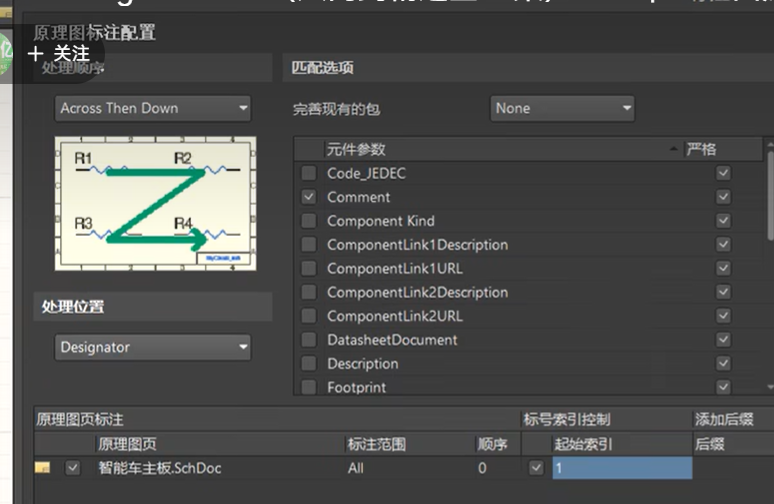 原理图标注配置
+ 关注
处理顺序
匹配选项
Across Then Down
完善现有的包
None
R1
R2
R3
R4
元件参数
严格
Code_JEDEC
Comment
Component Kind
ComponentLink1Description
ComponentLink1URL
ComponentLink2Description
ComponentLink2URL
DatasheetDocument
Description
Footprint
处理位置
Designator
原理图页标注
标号索引控制
添加后缀
原理图页
标注范围
顺序
起始索引
后缀
智能车主板.SchDoc
All
0
1